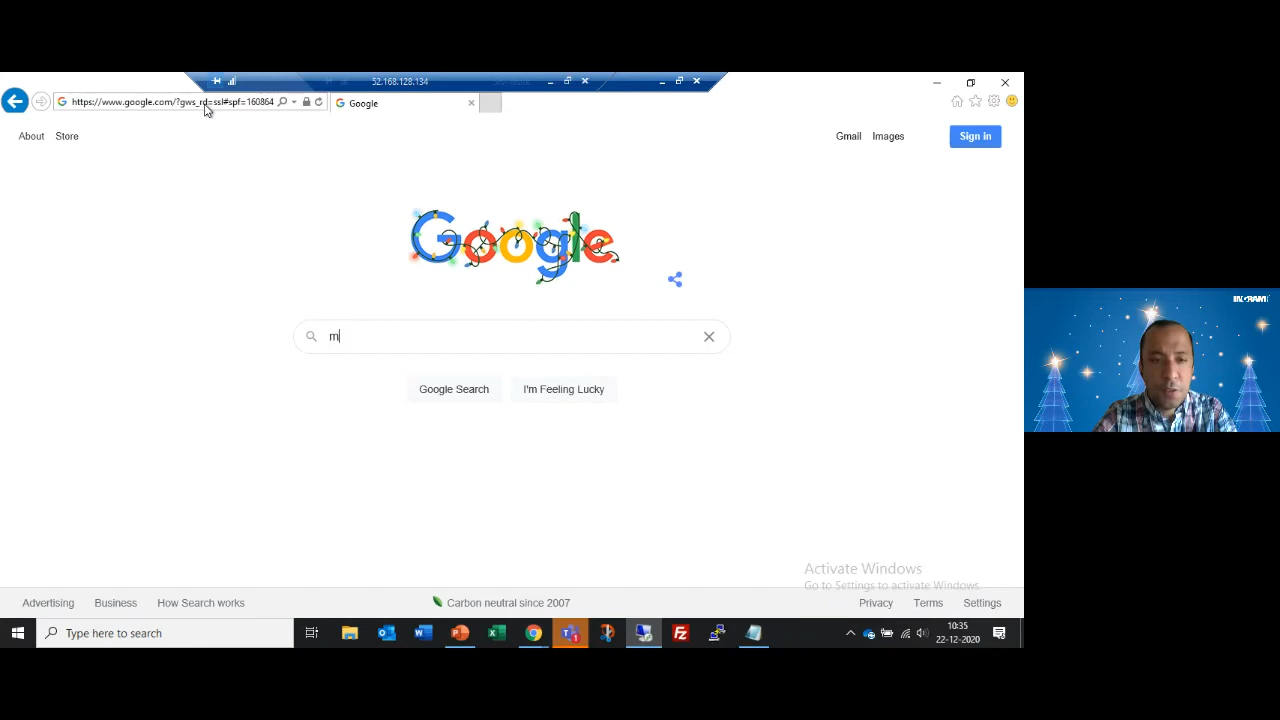 52.168.128.134
https://www.google.com/?gws_rd=ssl#spf=160864
Google
About
Store
Gmail
Images
Sign in
Google
m
Google Search
I'm Feeling Lucky
INGRAM
Activate Windows
Go to Settings to activate Windows.
Advertising
Business
How Search works
Carbon neutral since 2007
Privacy
Terms
Settings
Type here to search
10:35
22-12-2020